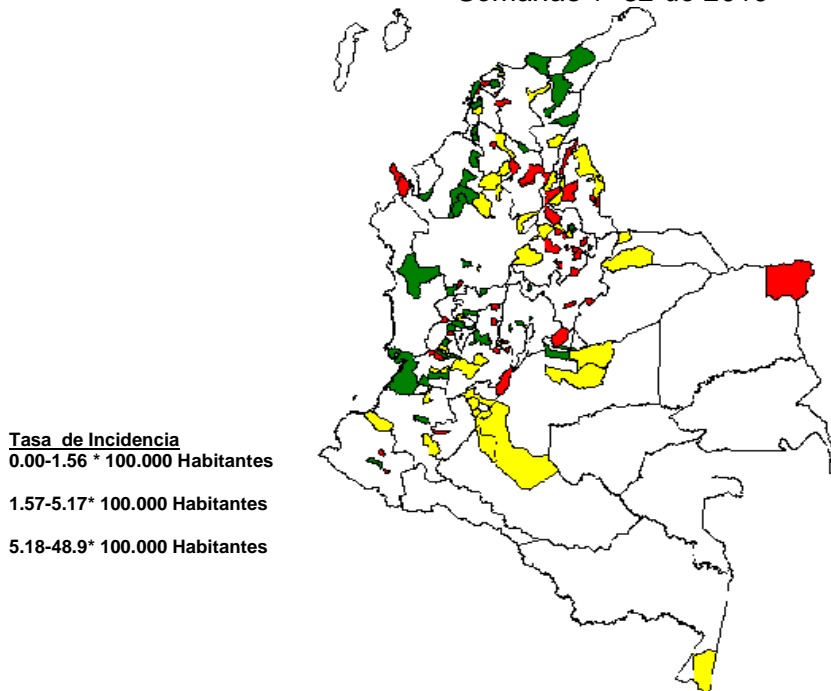 Tasa de Incidencia
0.00-1.56 * 100.000 Habitantes
1.57-5.17* 100.000 Habitantes
5.18-48.9* 100.000 Habitantes